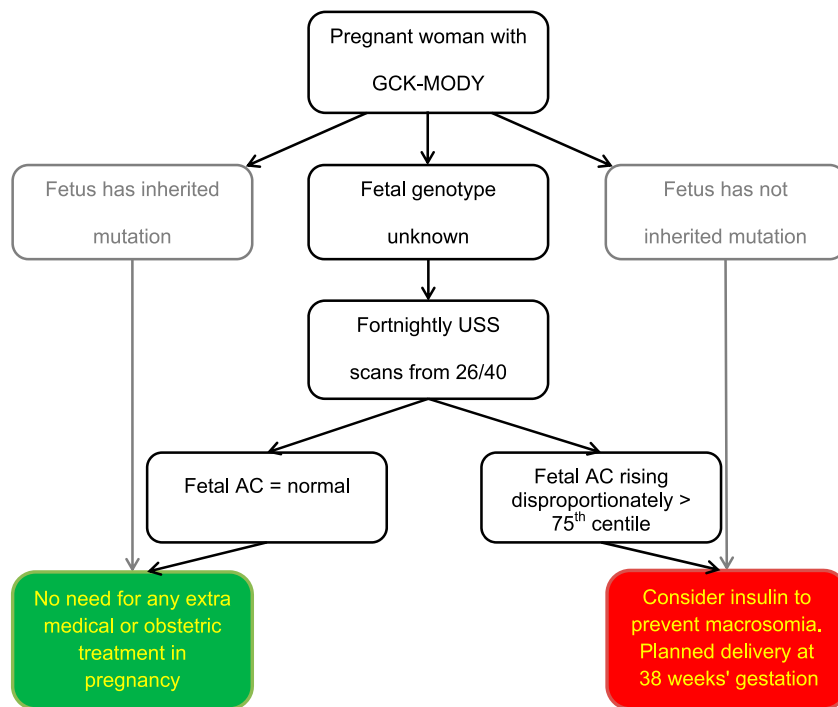 Pregnant woman with
GCK-MODY
Fetus has inherited
mutation
Fetal genotype
unknown
Fetus has not
inherited mutation
Fortnightly USS
scans from 26/40
Fetal AC = normal
Fetal AC rising
disproportionately >
75th centile
No need for any extra
medical or obstetric
treatment in
pregnancy
Consider insulin to
prevent macrosomia.
Planned delivery at
38 weeks' gestation